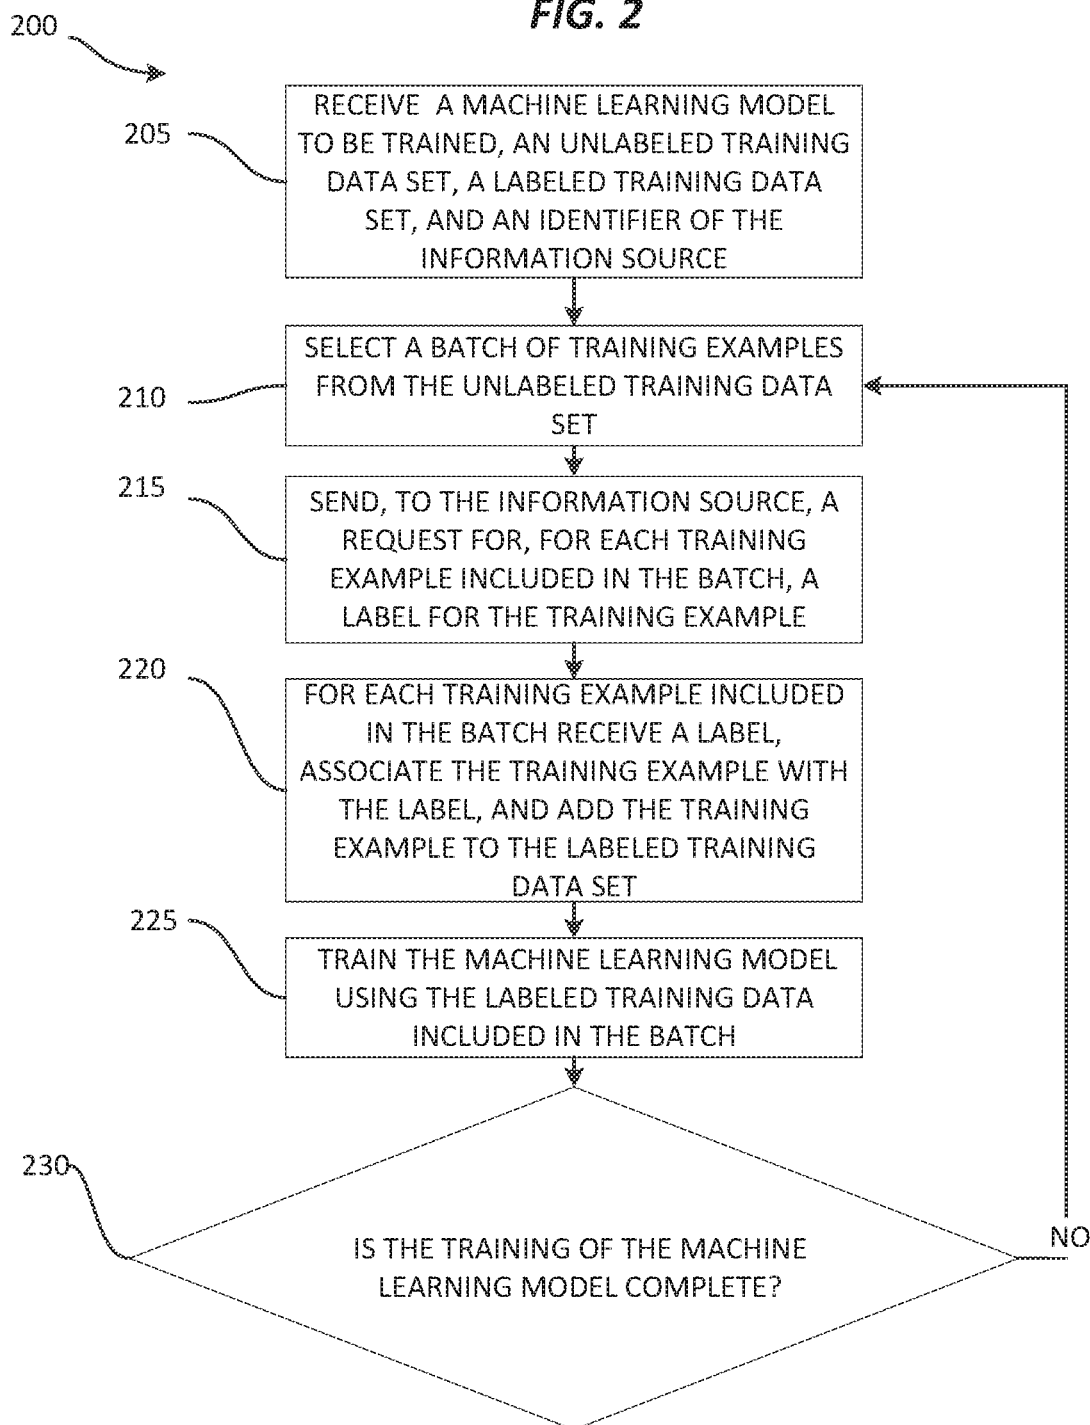 FIG. 2
200
205
RECEIVE A MACHINE LEARNING MODEL
TO BE TRAINED, AN UNLABELED TRAINING
DATA SET, A LABELED TRAINING DATA
SET, AND AN IDENTIFIER OF THE
INFORMATION SOURCE
210
SELECT A BATCH OF TRAINING EXAMPLES
FROM THE UNLABELED TRAINING DATA
SET
215
SEND, TO THE INFORMATION SOURCE, A
REQUEST FOR, FOR EACH TRAINING
EXAMPLE INCLUDED IN THE BATCH, A
LABEL FOR THE TRAINING EXAMPLE
220
FOR EACH TRAINING EXAMPLE INCLUDED
IN THE BATCH RECEIVE A LABEL,
ASSOCIATE THE TRAINING EXAMPLE WITH
THE LABEL, AND ADD THE TRAINING
EXAMPLE TO THE LABELED TRAINING
DATA SET
225
TRAIN THE MACHINE LEARNING MODEL
USING THE LABELED TRAINING DATA
INCLUDED IN THE BATCH
230
IS THE TRAINING OF THE MACHINE
LEARNING MODEL COMPLETE?
NO